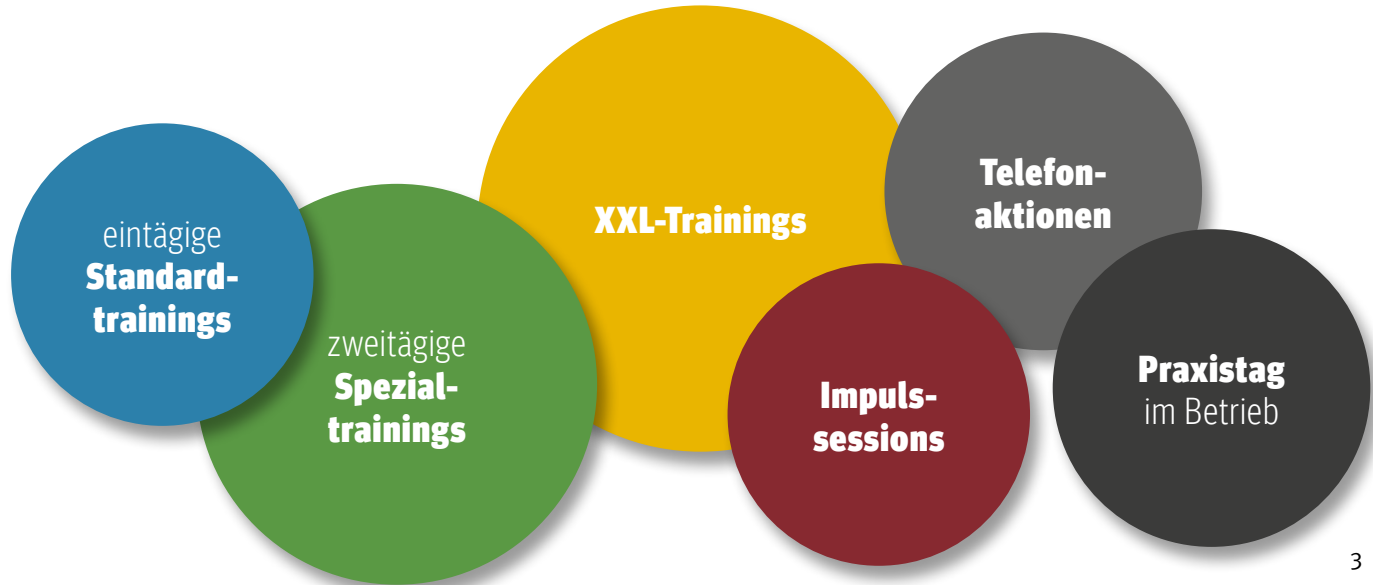 eintägige
Standard-
trainings
zweitägige
Spezial-
trainings
XXL-Trainings
Impuls-
sessions
Telefon-
aktionen
Praxistag
im Betrieb
3